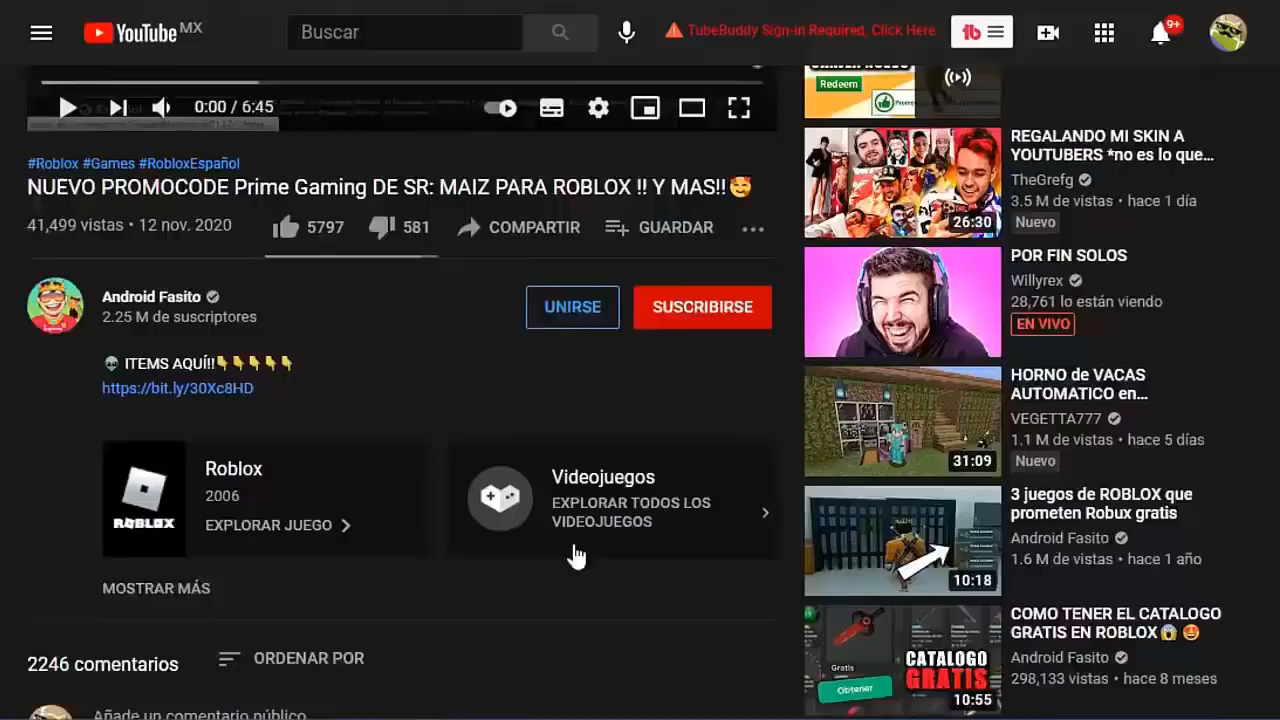 YouTube MX
Buscar
TubeBuddy Sign-in Required, Click Here
tb
9+
0:00 / 6:45
#Roblox #Games #RobloxEspañol
NUEVO PROMOCODE Prime Gaming DE SR: MAIZ PARA ROBLOX !! Y MAS!!🥰
41,499 vistas • 12 nov. 2020
5797
581
COMPARTIR
GUARDAR
Android Fasito
2.25 M de suscriptores
UNIRSE
SUSCRIBIRSE
👽 ITEMS AQUÍ!!👇👇👇👇👇
https://bit.ly/30Xc8HD
ROBLOX
Roblox
2006
EXPLORAR JUEGO
Videojuegos
EXPLORAR TODOS LOS
VIDEOJUEGOS
MOSTRAR MÁS
2246 comentarios
ORDENAR POR
Añade un comentario público
Redeem
REGALANDO MI SKIN A
YOUTUBERS *no es lo que...
TheGrefg
3.5 M de vistas • hace 1 día
Nuevo
26:30
POR FIN SOLOS
Willyrex
28,761 lo están viendo
EN VIVO
HORNO de VACAS
AUTOMATICO en...
VEGETTA777
1.1 M de vistas • hace 5 días
Nuevo
31:09
3 juegos de ROBLOX que
prometen Robux gratis
Android Fasito
1.6 M de vistas • hace 1 año
10:18
COMO TENER EL CATALOGO
GRATIS EN ROBLOX😱🤩
Android Fasito
298,133 vistas • hace 8 meses
Gratis
Obtener
CATALOGO
GRATIS
10:55